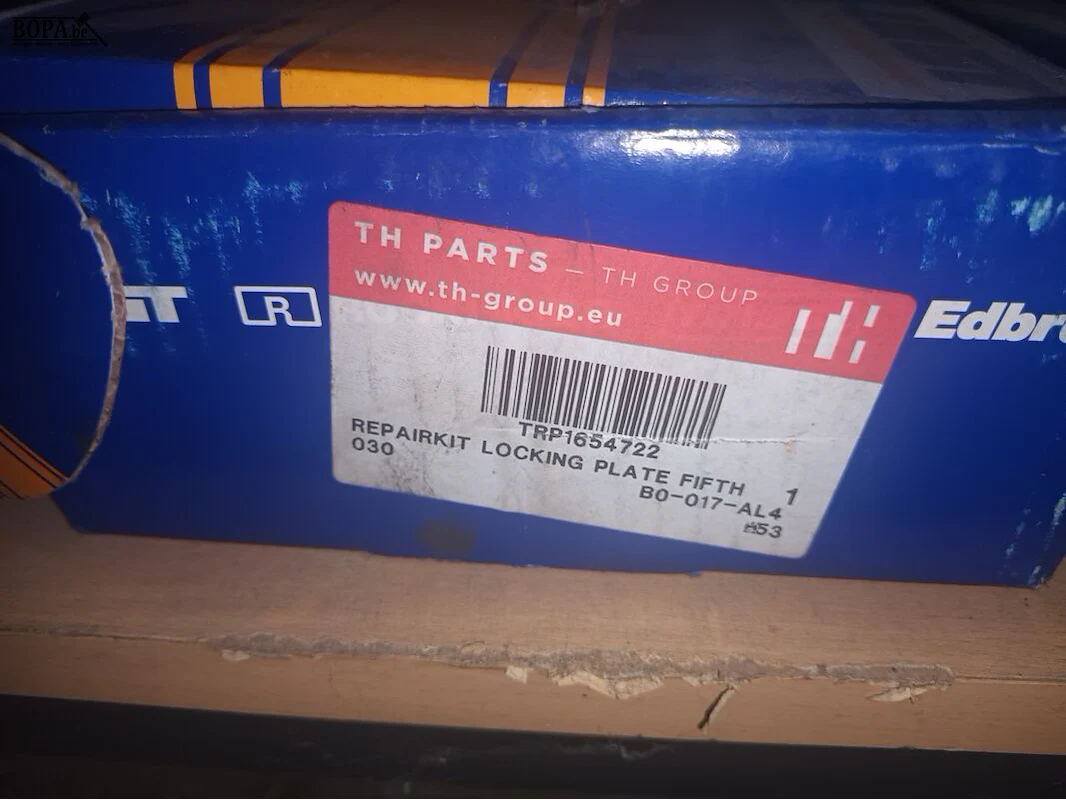 BOPA.be
R
Edbr
TH PARTS — TH GROUP
www.th-group.eu
TRP1654722
REPAIRKIT LOCKING PLATE FIFTH 1
030
B0-017-AL4